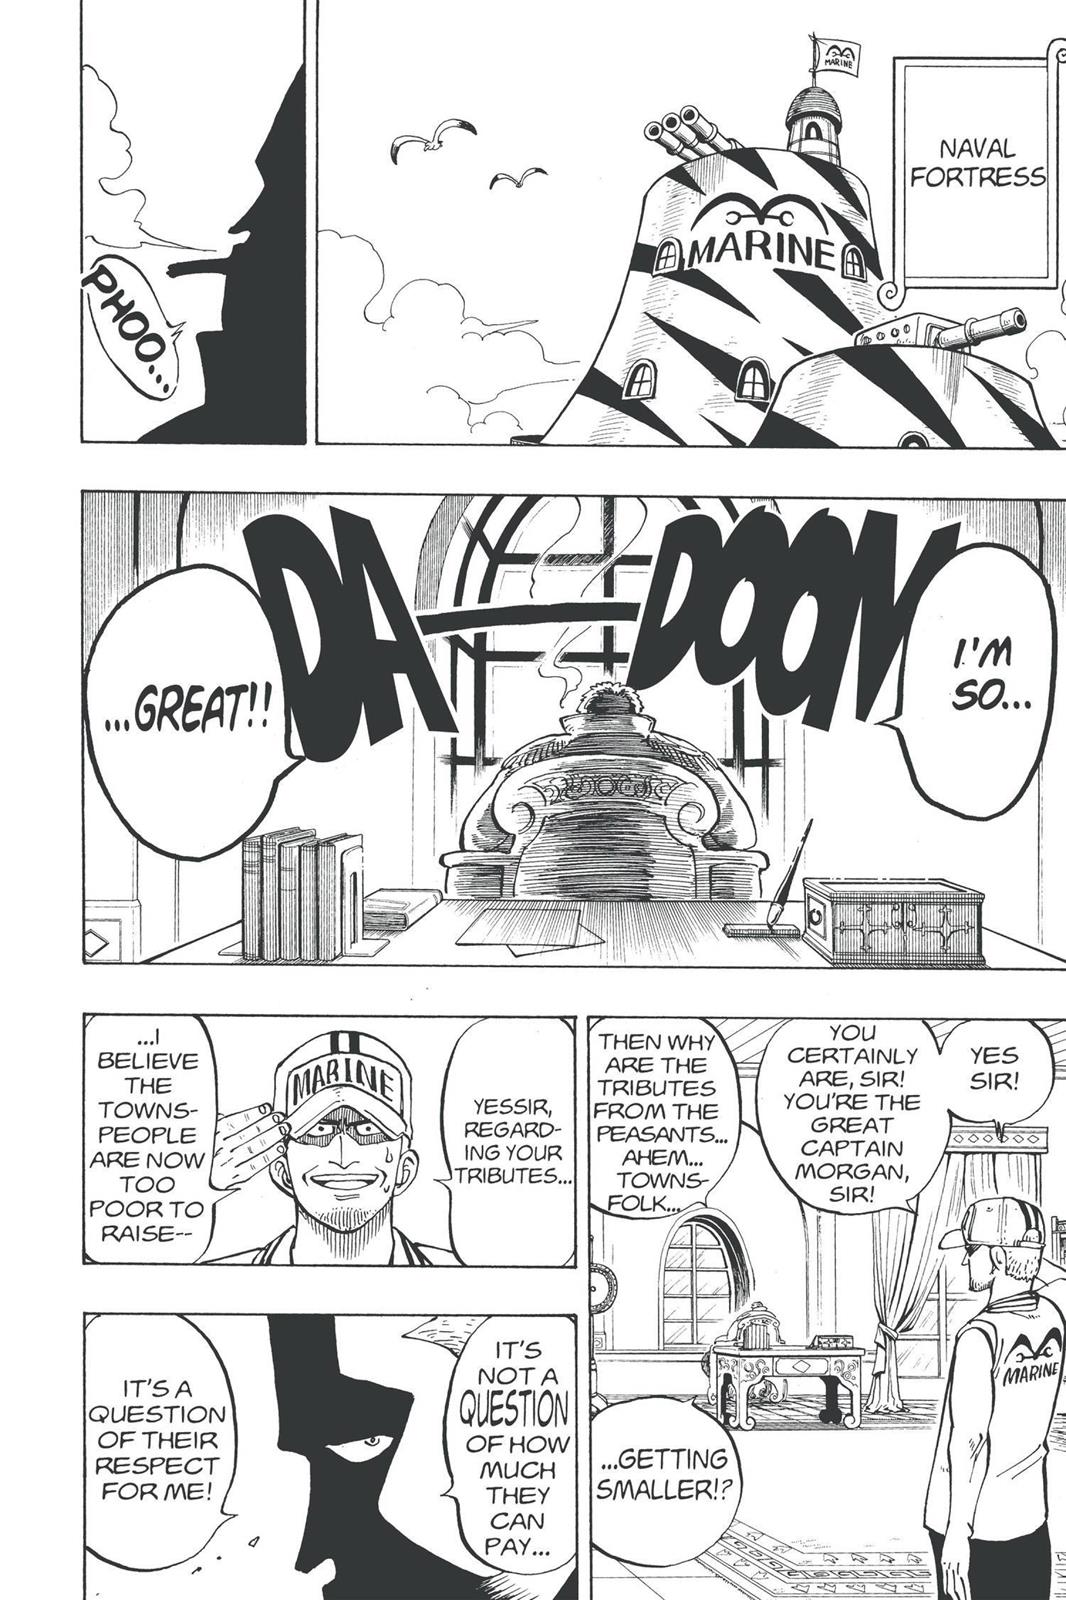 MARINE
NAVAL
FORTRESS
MARINE
PHOO...
I'M
SO...
DA
DOOM
...GREAT!!
YES
SIR!
YOU
CERTAINLY
ARE, SIR!
YOU'RE THE
GREAT
CAPTAIN
MORGAN,
SIR!
THEN WHY
ARE THE
TRIBUTES
FROM THE
PEASANTS...
AHEM...
TOWNS-
FOLK...
MARINE
...GETTING
SMALLER!?
YESSIR,
REGARD-
ING YOUR
TRIBUTES...
MARINE
...I
BELIEVE
THE
TOWNS-
PEOPLE
ARE NOW
TOO
POOR TO
RAISE--
IT'S
NOT A
QUESTION
OF HOW
MUCH
THEY
CAN
PAY...
IT'S A
QUESTION
OF THEIR
RESPECT
FOR ME!